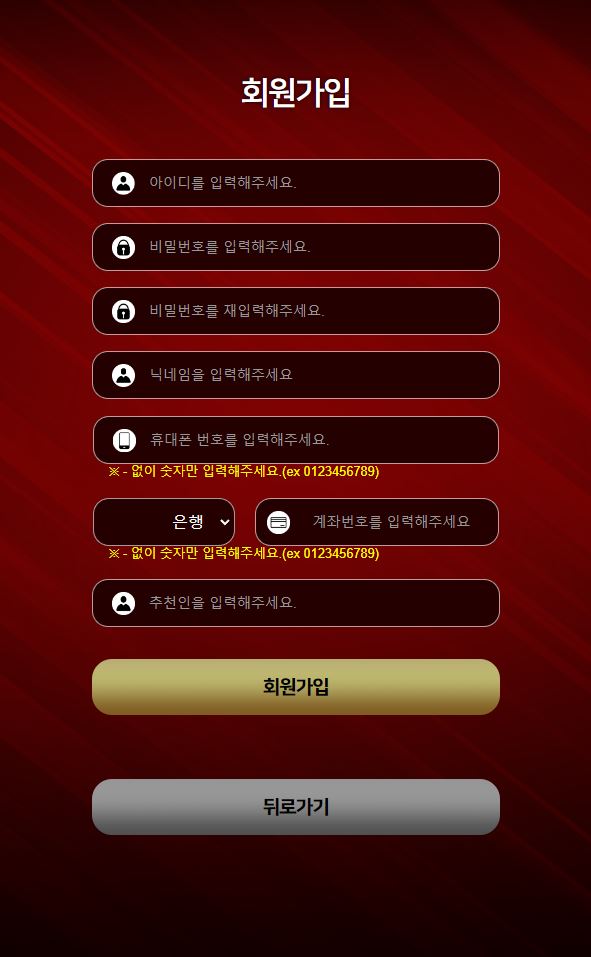 회원가입
아이디를 입력해주세요.
비밀번호를 입력해주세요.
비밀번호를 재입력해주세요.
닉네임을 입력해주세요
휴대폰 번호를 입력해주세요.
※ - 없이 숫자만 입력해주세요.(ex 0123456789)
은행 계좌번호를 입력해주세요
※ - 없이 숫자만 입력해주세요.(ex 0123456789)
추천인을 입력해주세요.
회원가입
뒤로가기